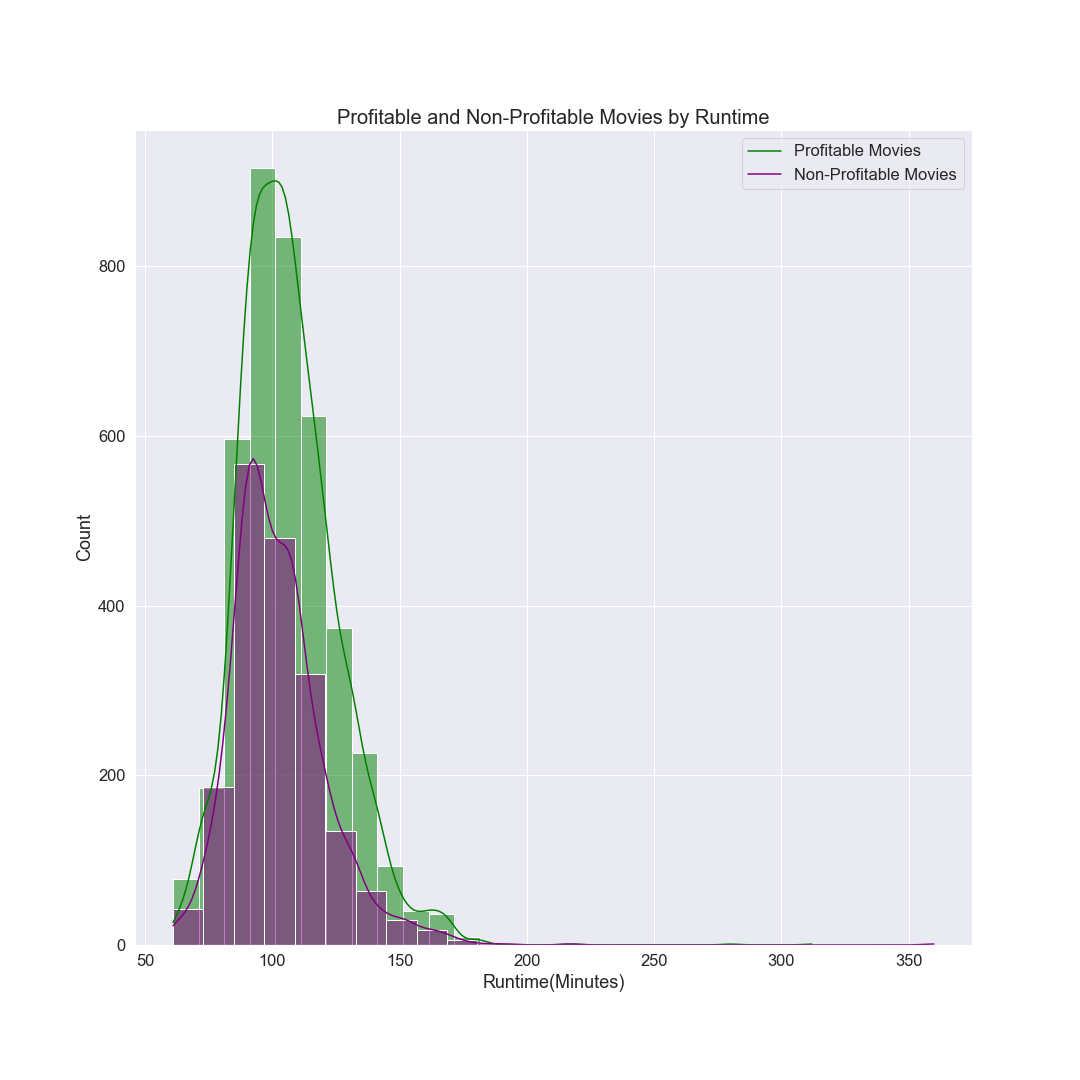 Profitable and Non-Profitable Movies by Runtime
Profitable Movies
Non-Profitable Movies
Count
800
600
400
200
0
50 100 150 200 250 300 350
Runtime(Minutes)